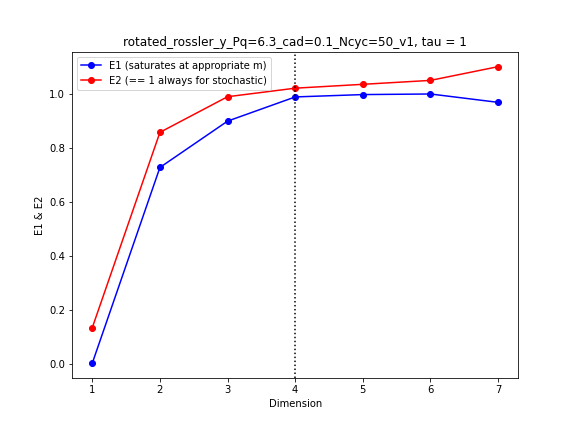 rotated_rossler_y_Pq=6.3_cad=0.1_Ncyc=50_v1, tau = 1
E1 (saturates at appropriate m)
E2 (== 1 always for stochastic)
1.0
0.8
0.6
0.4
0.2
0.0
E1 & E2
1 2 3 4 5 6 7
Dimension